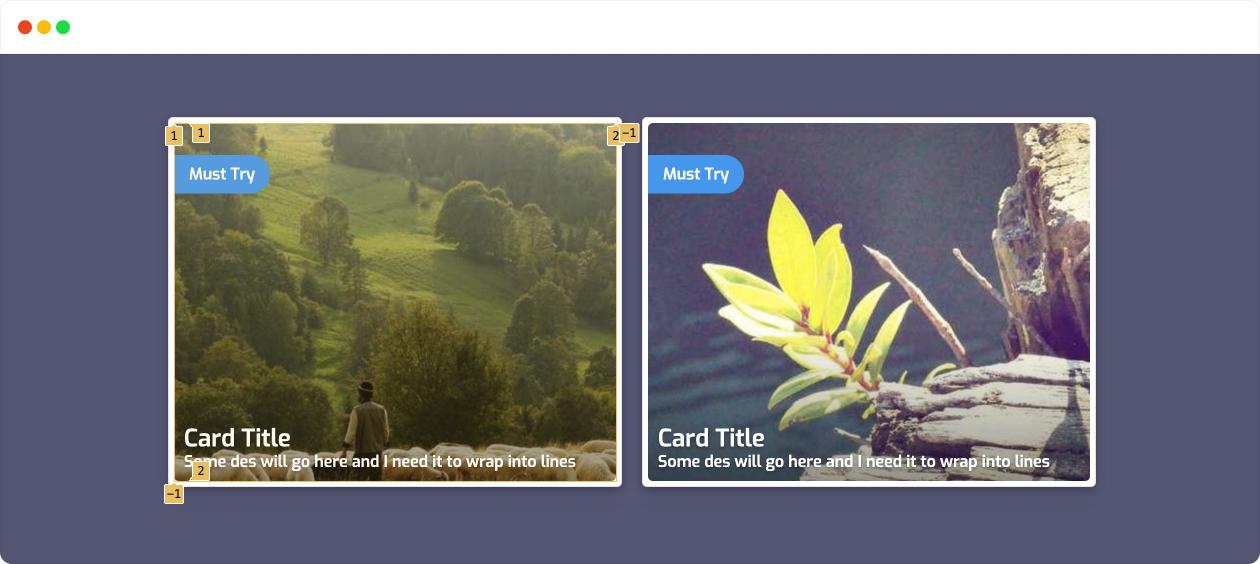 1
1
2
−1
Must Try
Must Try
Card Title
Some des will go here and I need it to wrap into lines
2
−1
Card Title
Some des will go here and I need it to wrap into lines